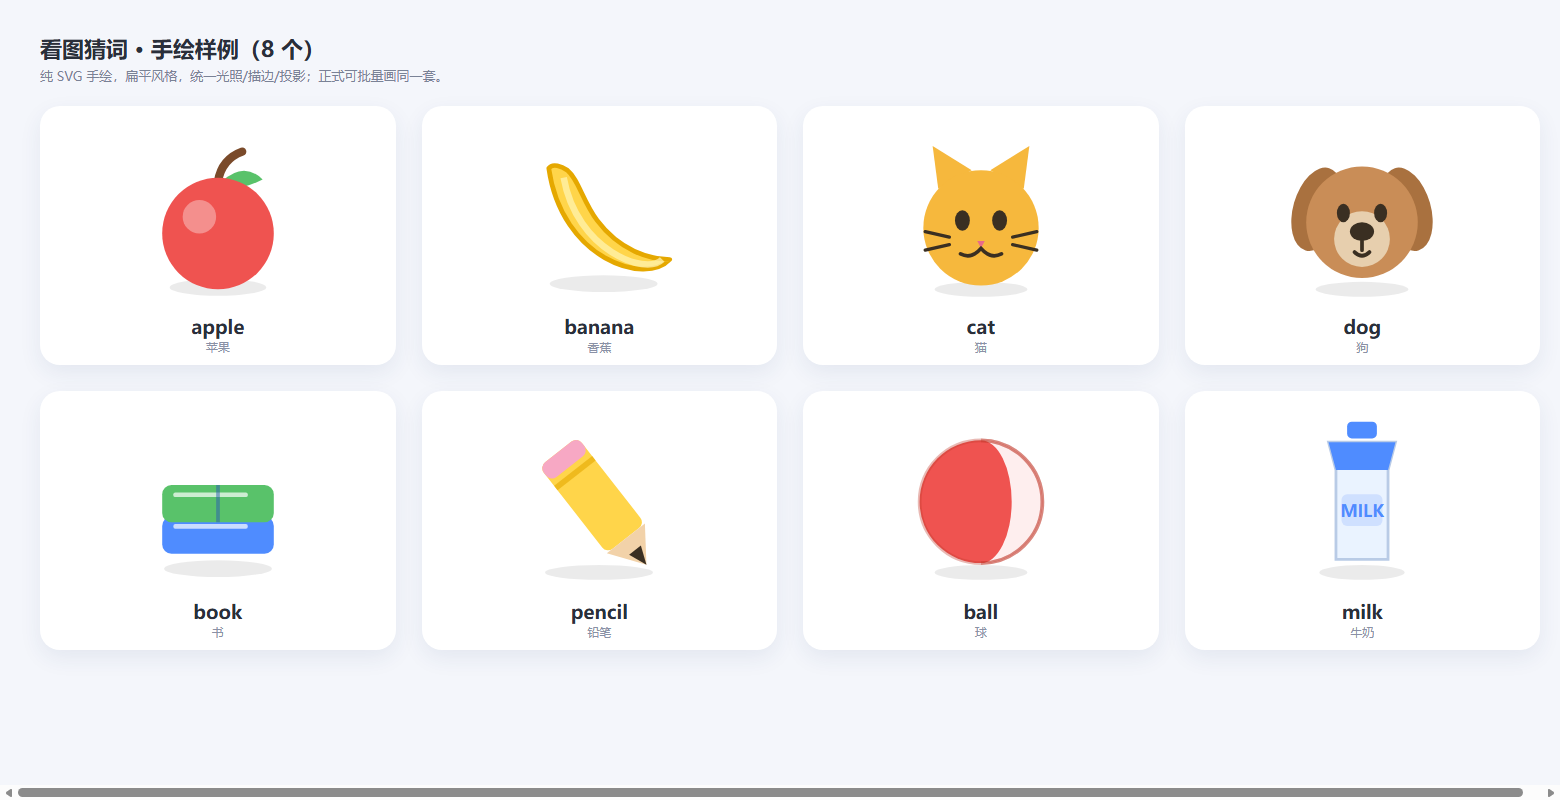 看图猜词 • 手绘样例（8 个）
纯 SVG 手绘，扁平风格，统一光照/描边/投影；正式可批量画同一套。
apple
苹果
banana
香蕉
cat
猫
dog
狗
book
书
pencil
铅笔
ball
球
MILK
milk
牛奶